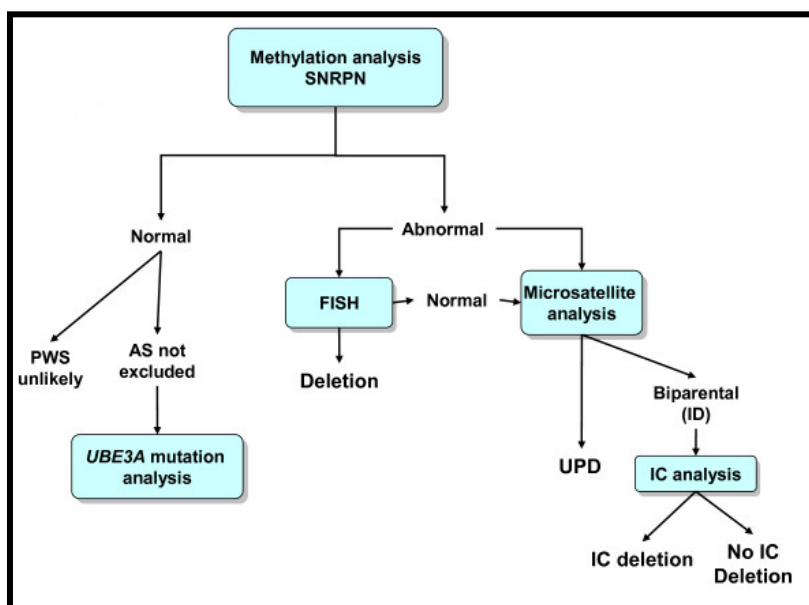 Methylation analysis
SNRPN
Normal
Abnormal
FISH
Normal
Microsatellite
analysis
PWS
unlikely
AS not
excluded
Deletion
Biparental
(ID)
UBE3A mutation
analysis
UPD
IC analysis
IC deletion
No IC
Deletion